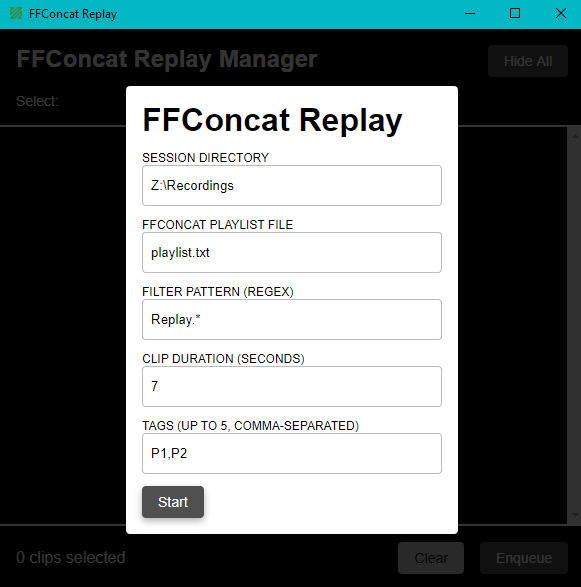 FFConcat Replay
FFConcat Replay Manager
Hide All
Select:
FFConcat Replay
SESSION DIRECTORY
Z:\Recordings
FFCONCAT PLAYLIST FILE
playlist.txt
FILTER PATTERN (REGEX)
Replay.*
CLIP DURATION (SECONDS)
7
TAGS (UP TO 5, COMMA-SEPARATED)
P1,P2
Start
0 clips selected
Clear
Enqueue